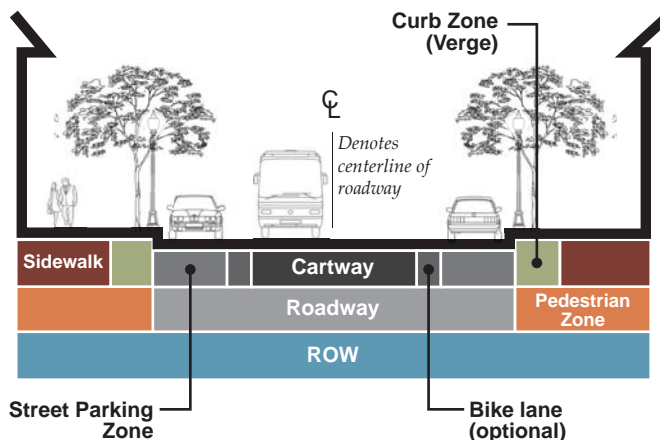 Curb Zone
(Verge)
℄
Denotes
centerline of
roadway
Sidewalk
Cartway
Roadway
Pedestrian
Zone
ROW
Street Parking
Zone
Bike lane
(optional)